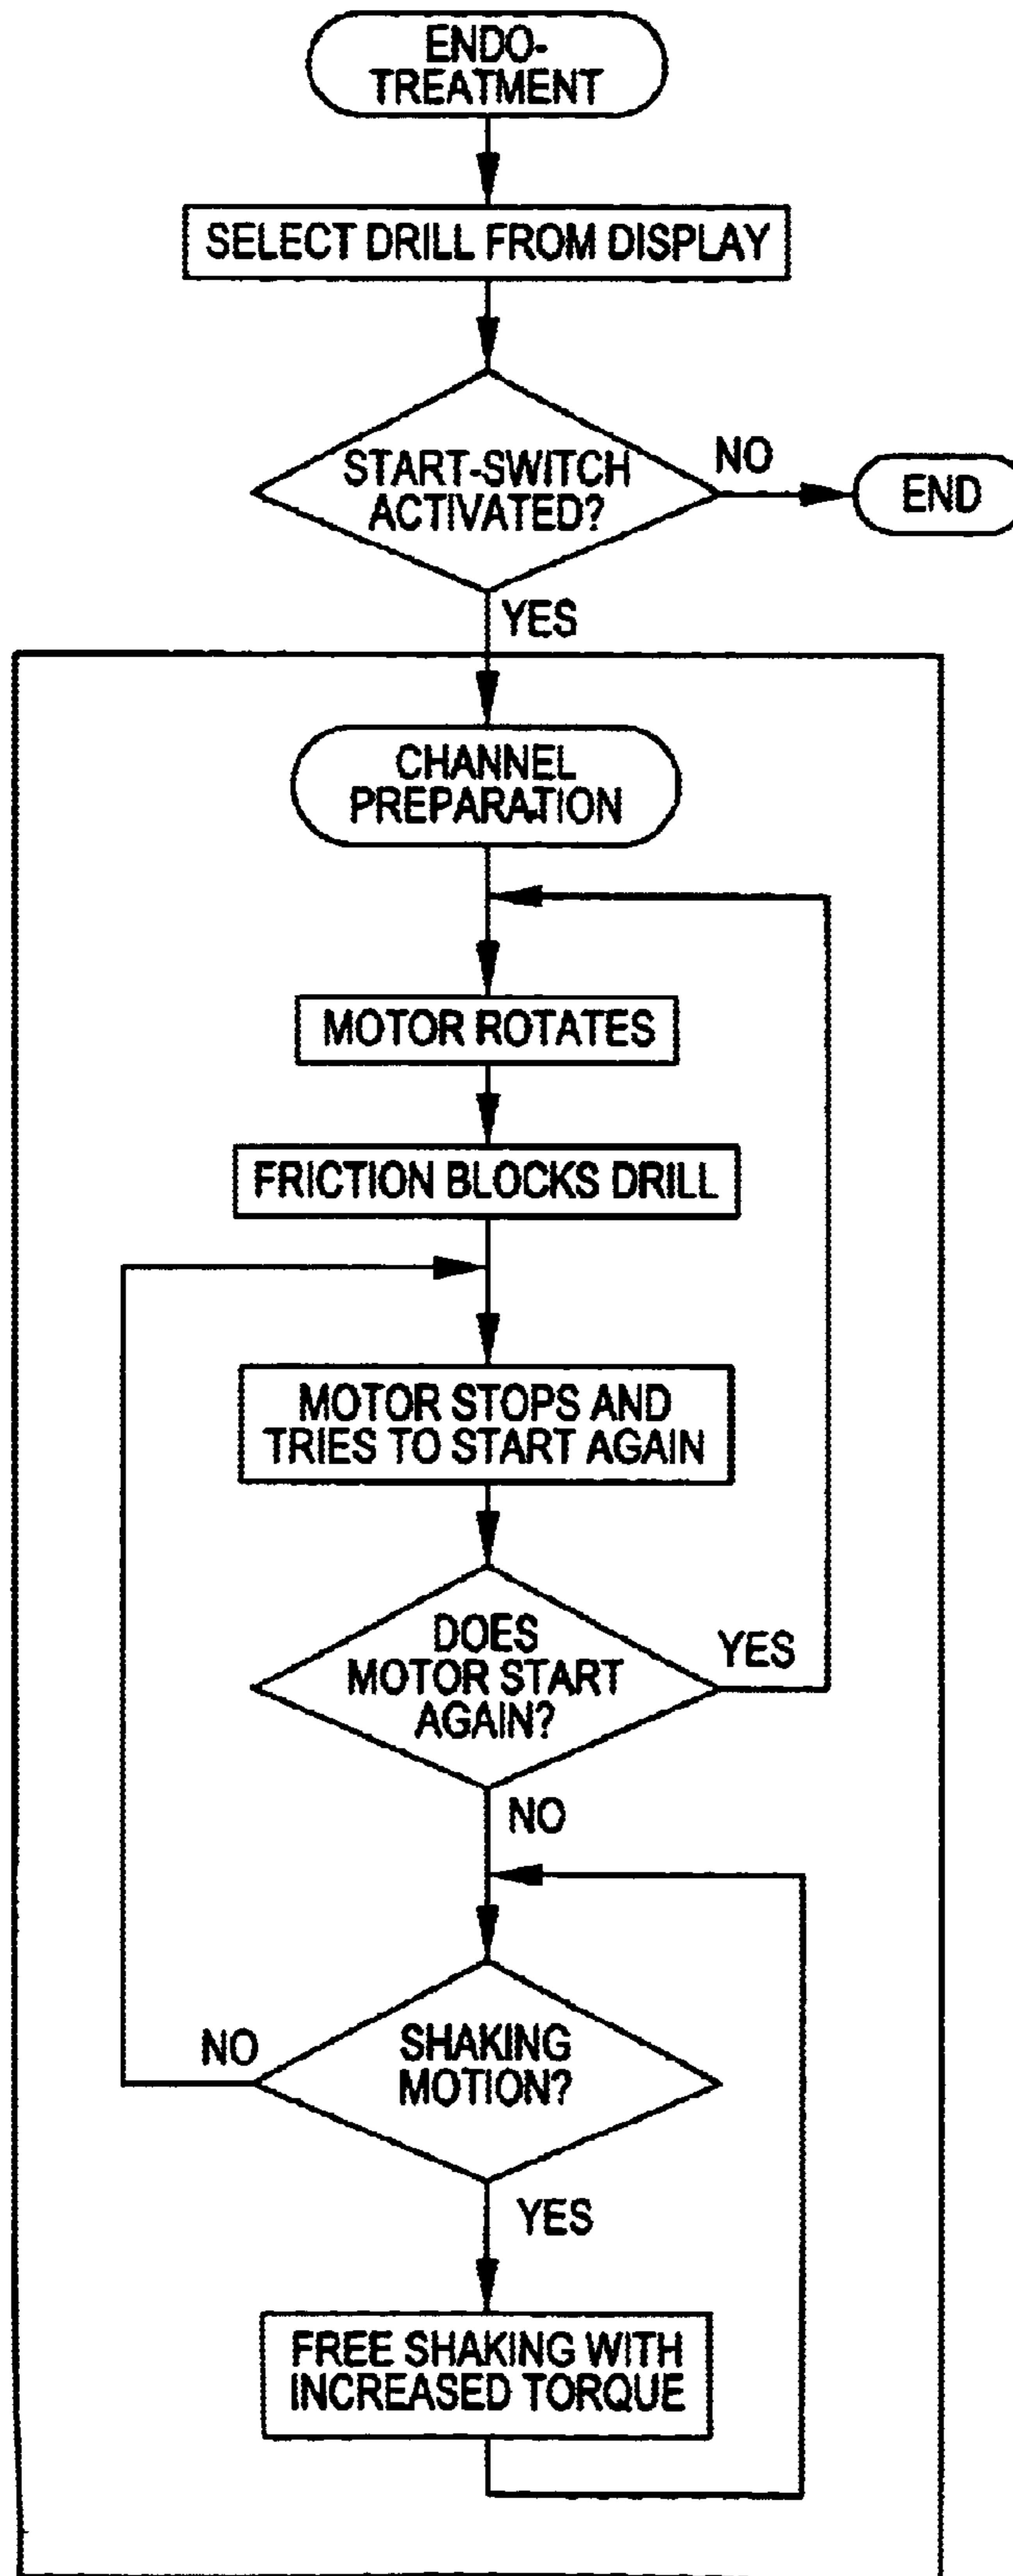 ENDO-
TREATMENT
SELECT DRILL FROM DISPLAY
START-SWITCH
ACTIVATED?
NO
END
YES
CHANNEL
PREPARATION
MOTOR ROTATES
FRICTION BLOCKS DRILL
MOTOR STOPS AND
TRIES TO START AGAIN
DOES
MOTOR START
AGAIN?
YES
NO
SHAKING
MOTION?
NO
YES
FREE SHAKING WITH
INCREASED TORQUE